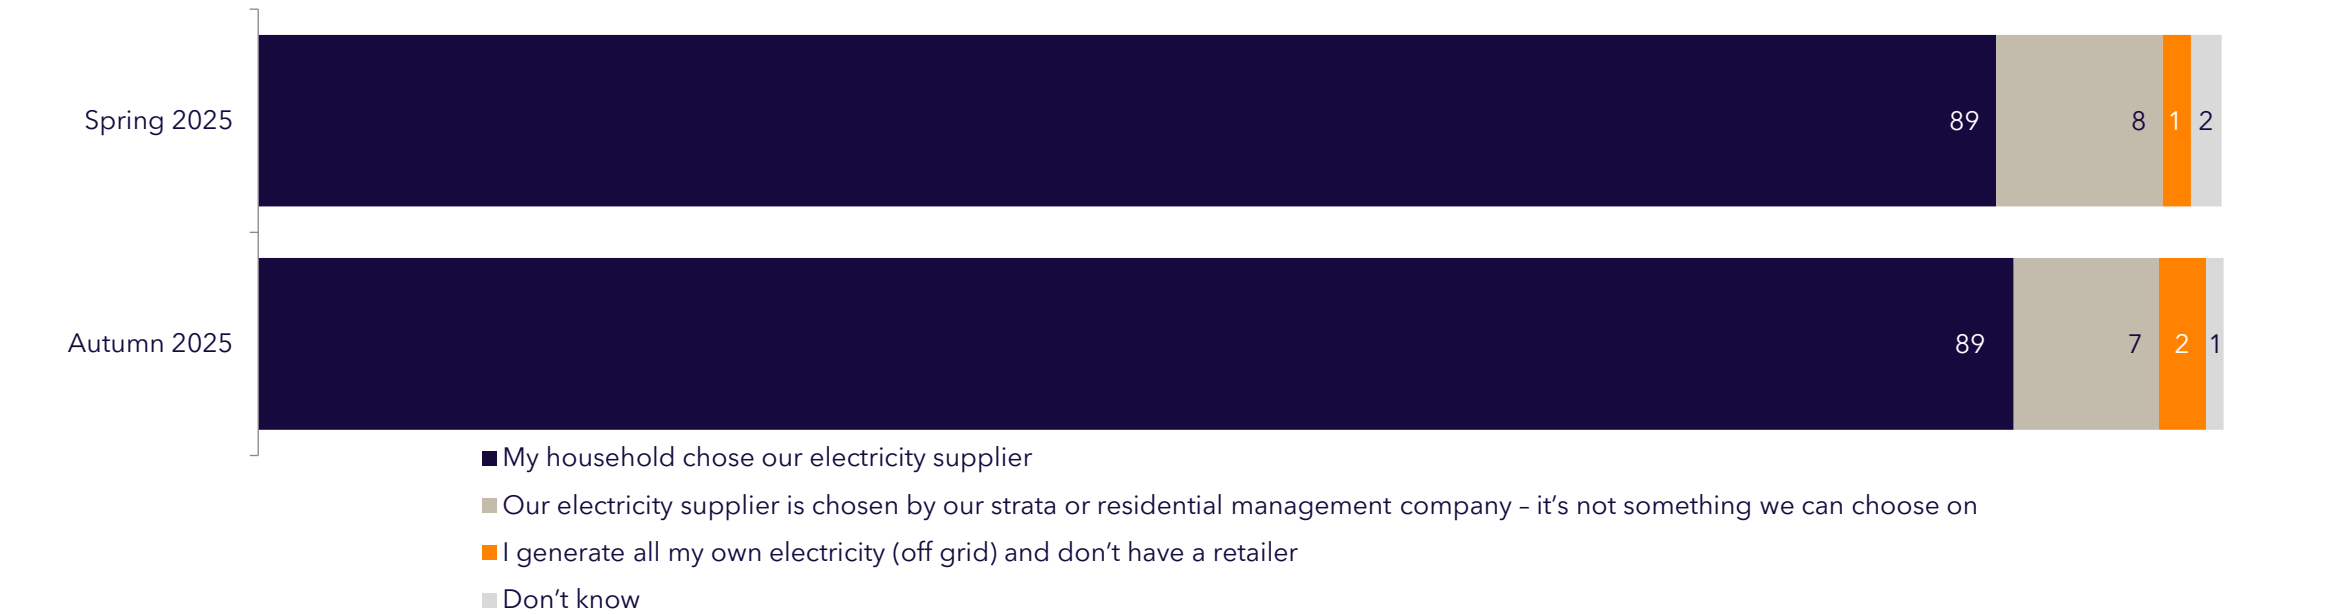 Spring 2025 89 8 1 2
Autumn 2025 89 7 2 1
My household chose our electricity supplier
Our electricity supplier is chosen by our strata or residential management company – it’s not something we can choose on
I generate all my own electricity (off grid) and don’t have a retailer
Don’t know